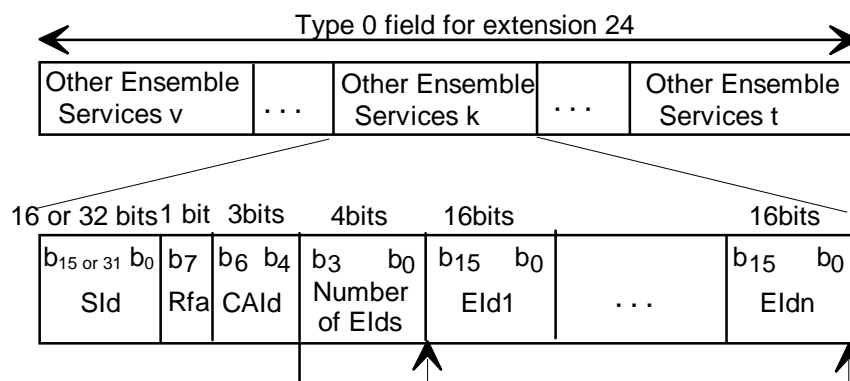 Type 0 field for extension 24
Other Ensemble Services v
. . .
Other Ensemble Services k
. . .
Other Ensemble Services t
16 or 32 bits 1 bit 3bits 4bits 16bits 16bits
b15 or 31 b0 b7 b6 b4 b3 b0 b15 b0 b15 b0
SId Rfa CAId Number of EIds EId1 . . . EIdn